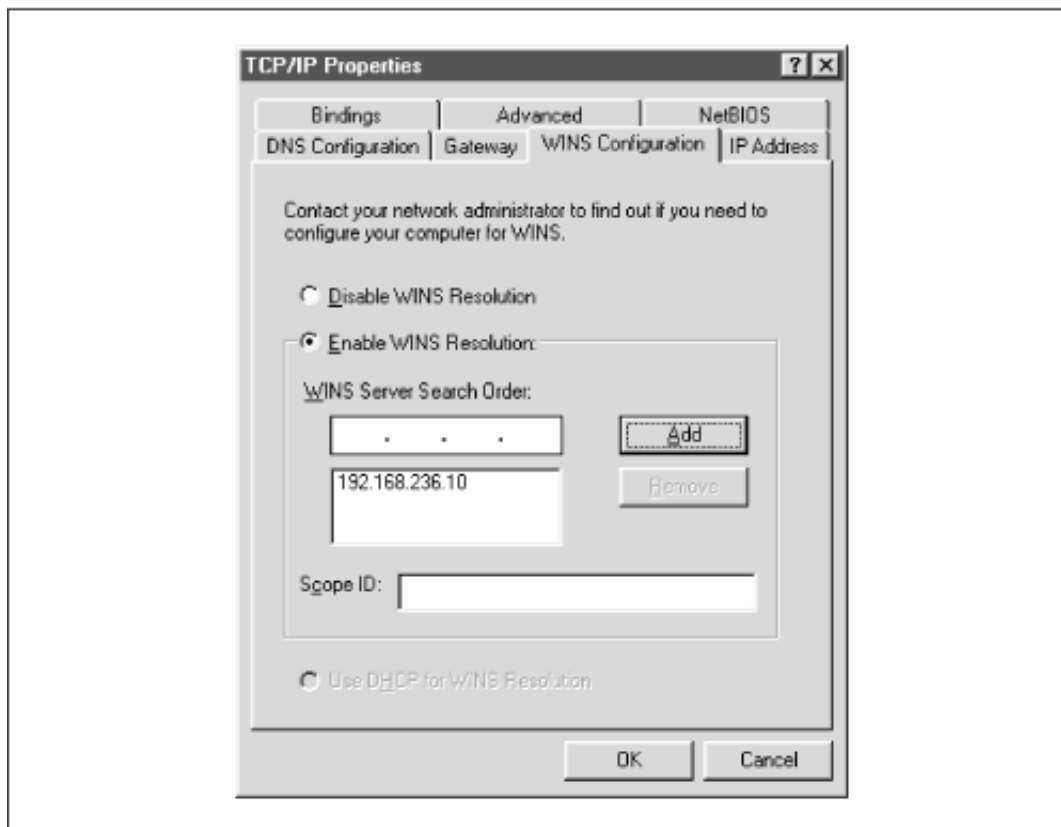 TCP/IP Properties
? X
Bindings Advanced NetBIOS
DNS Configuration Gateway WINS Configuration IP Address
Contact your network administrator to find out if you need to
configure your computer for WINS.
Disable WINS Resolution
Enable WINS Resolution:
WINS Server Search Order:
. . .
Add
192.168.236.10
Remove
Scope ID:
Use DHCP for WINS Resolution
OK Cancel